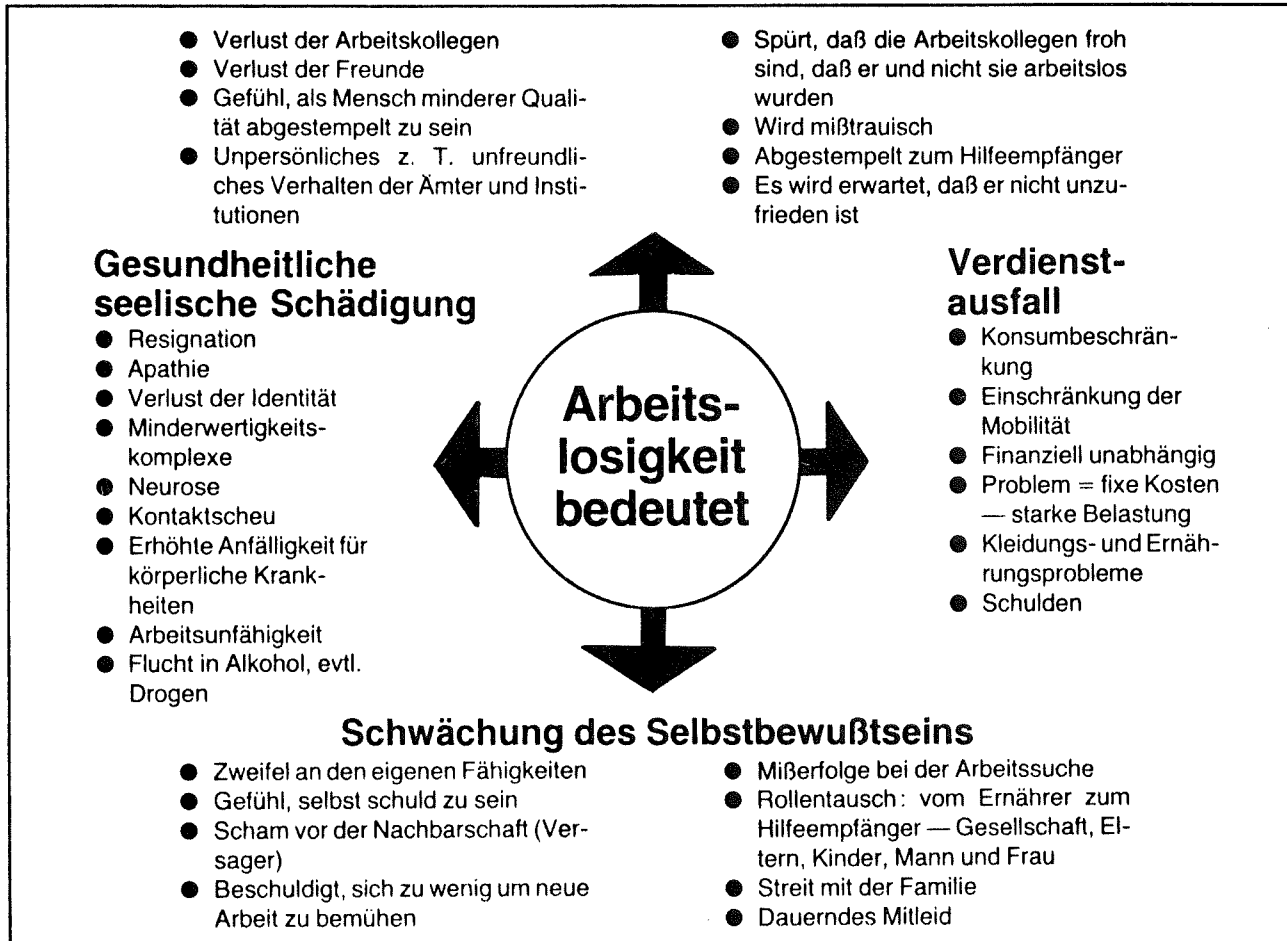 ● Verlust der Arbeitskollegen
● Verlust der Freunde
● Gefühl, als Mensch minderer Quali-
tät abgestempelt zu sein
● Unpersönliches z. T. unfreundli-
ches Verhalten der Ämter und Insti-
tutionen
● Spürt, daß die Arbeitskollegen froh
sind, daß er und nicht sie arbeitslos
wurden
● Wird mißtrauisch
● Abgestempelt zum Hilfeempfänger
● Es wird erwartet, daß er nicht unzu-
frieden ist
Gesundheitliche
seelische Schädigung
● Resignation
● Apathie
● Verlust der Identität
● Minderwertigkeits-
komplexe
● Neurose
● Kontaktscheu
● Erhöhte Anfälligkeit für
körperliche Krank-
heiten
● Arbeitsunfähigkeit
● Flucht in Alkohol, evtl.
Drogen
Arbeits-
losigkeit
bedeutet
Verdienst-
ausfall
● Konsumbeschrän-
kung
● Einschränkung der
Mobilität
● Finanziell unabhängig
● Problem = fixe Kosten
— starke Belastung
● Kleidungs- und Ernäh-
rungsprobleme
● Schulden
Schwächung des Selbstbewußtseins
● Zweifel an den eigenen Fähigkeiten
● Gefühl, selbst schuld zu sein
● Scham vor der Nachbarschaft (Ver-
sager)
● Beschuldigt, sich zu wenig um neue
Arbeit zu bemühen
● Mißerfolge bei der Arbeitssuche
● Rollentausch: vom Ernährer zum
Hilfeempfänger — Gesellschaft, El-
tern, Kinder, Mann und Frau
● Streit mit der Familie
● Dauerndes Mitleid